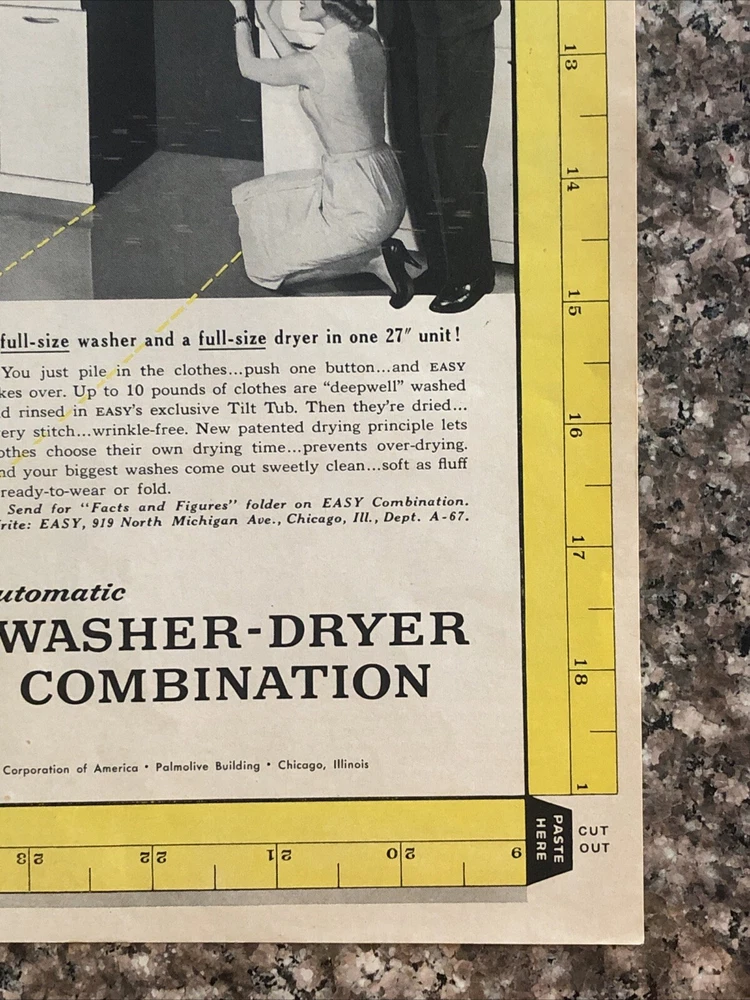 full-size washer and a full-size dryer in one 27″ unit!
You just pile in the clothes...push one button...and EASY
kes over. Up to 10 pounds of clothes are “deepwell” washed
d rinsed in EASY’s exclusive Tilt Tub. Then they’re dried...
ery stitch...wrinkle-free. New patented drying principle lets
othes choose their own drying time...prevents over-drying.
nd your biggest washes come out sweetly clean...soft as fluff
ready-to-wear or fold.
Send for “Facts and Figures” folder on EASY Combination.
rite: EASY, 919 North Michigan Ave., Chicago, Ill., Dept. A-67.
utomatic
WASHER-DRYER
COMBINATION
Corporation of America • Palmolive Building • Chicago, Illinois
13
14
15
16
17
18
1
PASTE
HERE
CUT
OUT
23
22
21
20
9